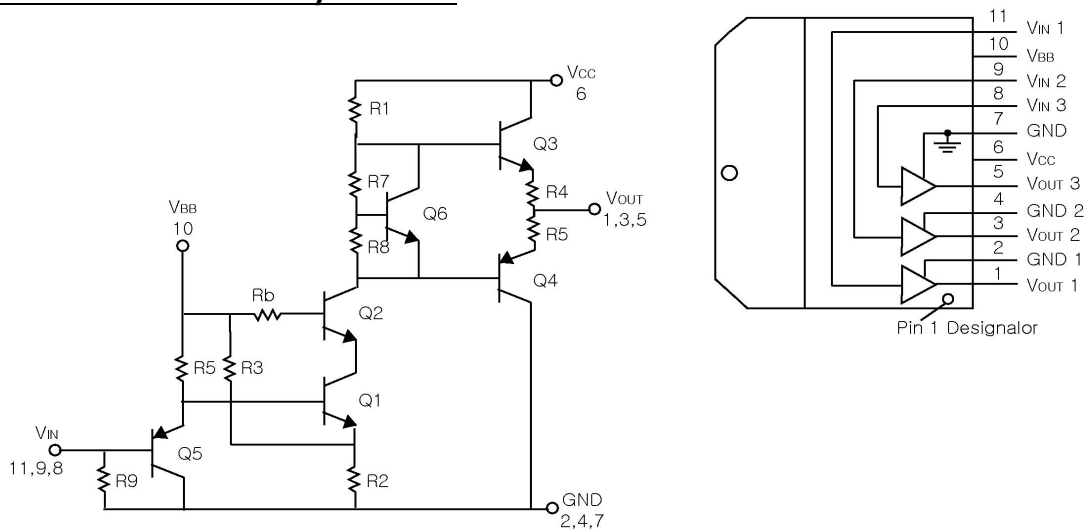 VCC
6
R1
Q3
R7
R4
VOUT
1,3,5
Q6
VBB
10
R8
R5
Q4
Rb
Q2
R5
R3
Q1
VIN
11,9,8
Q5
R9
R2
GND
2,4,7
11
VIN 1
10
VBB
9
VIN 2
8
VIN 3
7
GND
6
VCC
5
VOUT 3
4
GND 2
3
VOUT 2
2
GND 1
1
VOUT 1
Pin 1 Designalor